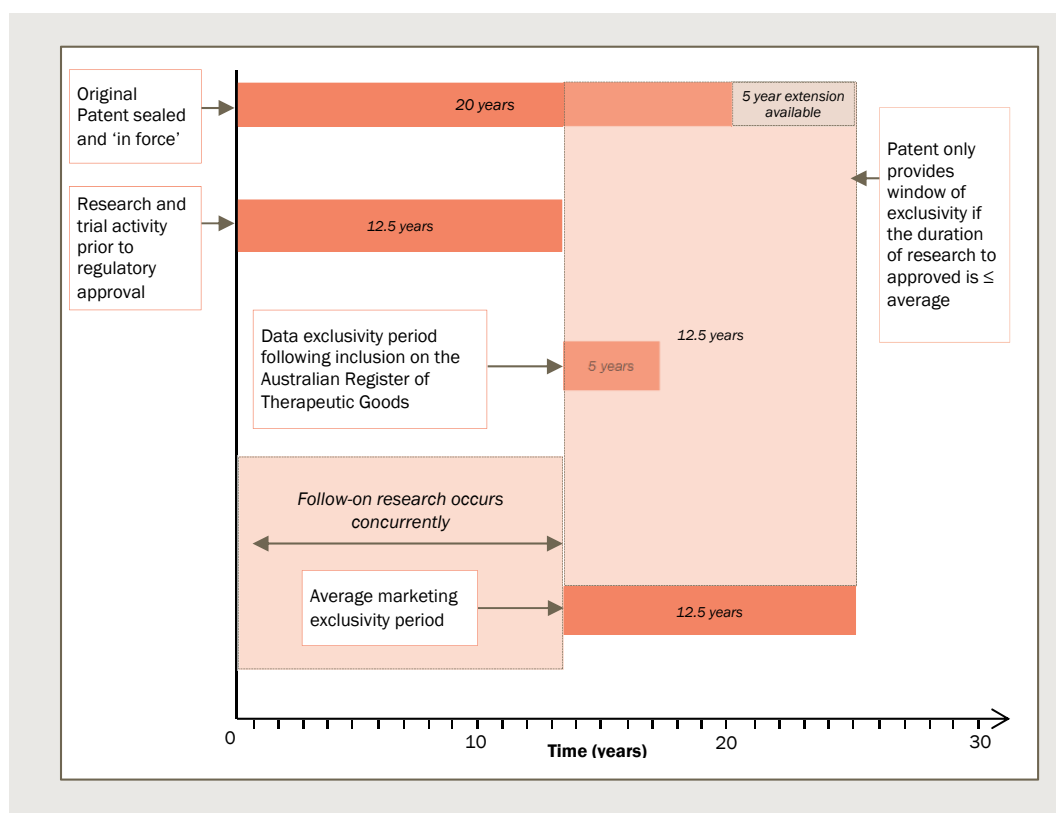 Original
Patent sealed
and ‘in force’
20 years
5 year extension
available
Patent only
provides
window of
exclusivity if
the duration
of research to
approved is ≤
average
Research and
trial activity
prior to
regulatory
approval
12.5 years
Data exclusivity period
following inclusion on the
Australian Register of
Therapeutic Goods
5 years
12.5 years
Follow-on research occurs
concurrently
Average marketing
exclusivity period
12.5 years
0
10
20
30
Time (years)